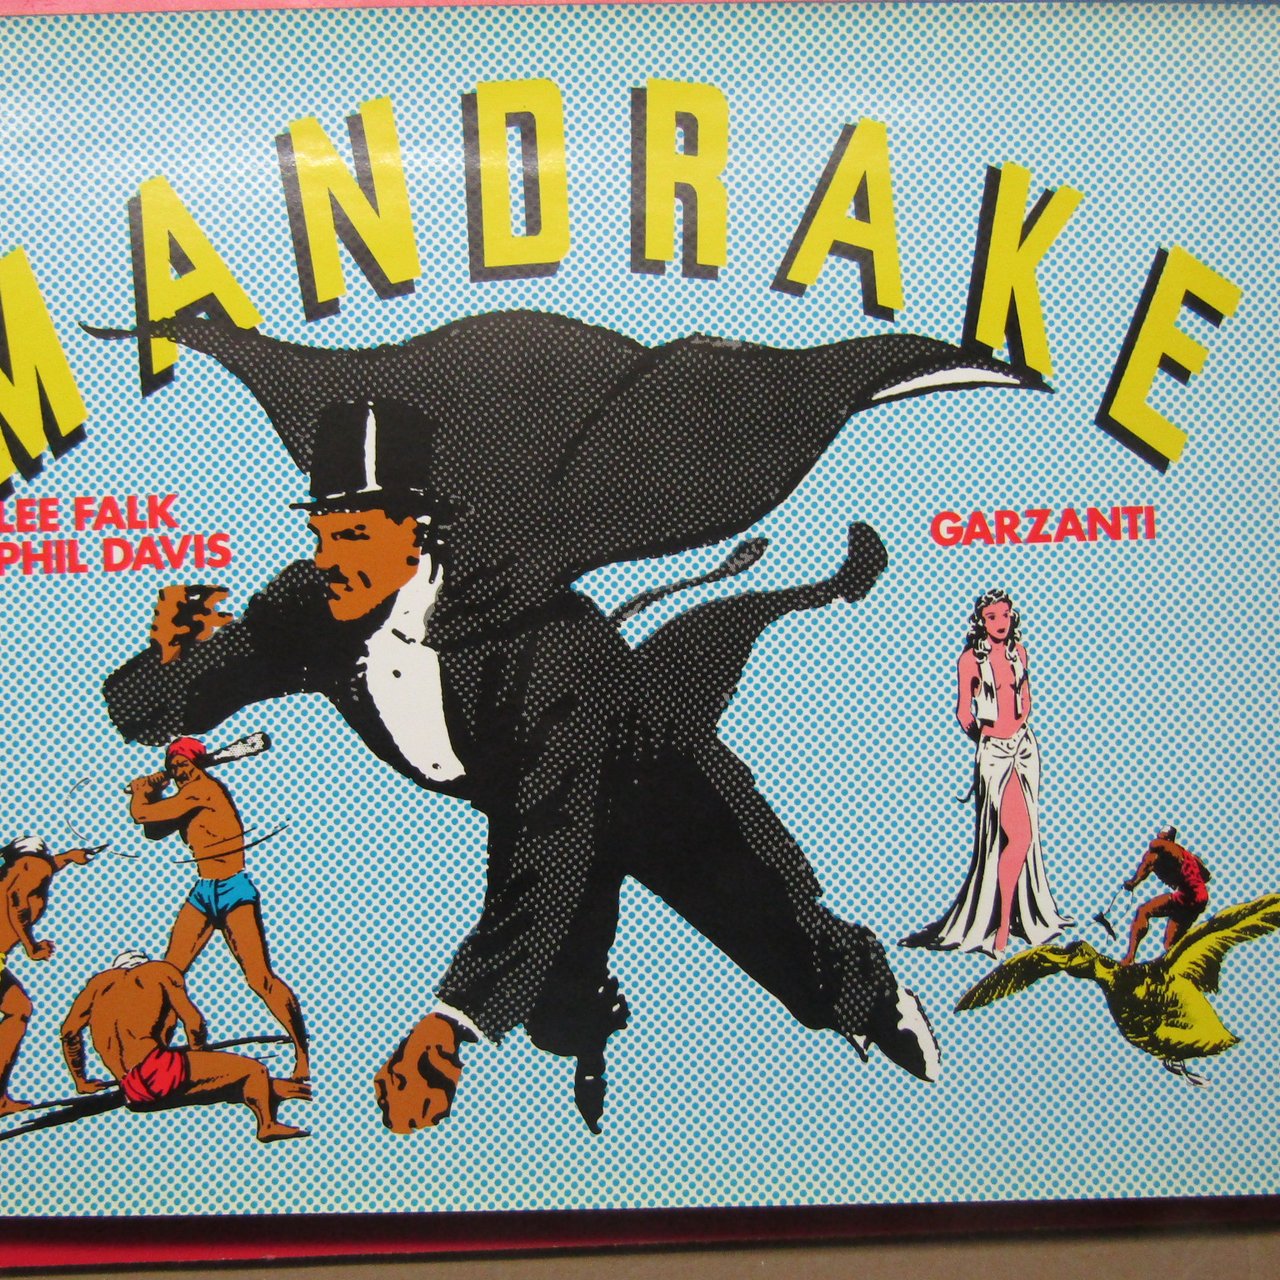 MANDRAKE
LEE FALK
PHIL DAVIS
GARZANTI